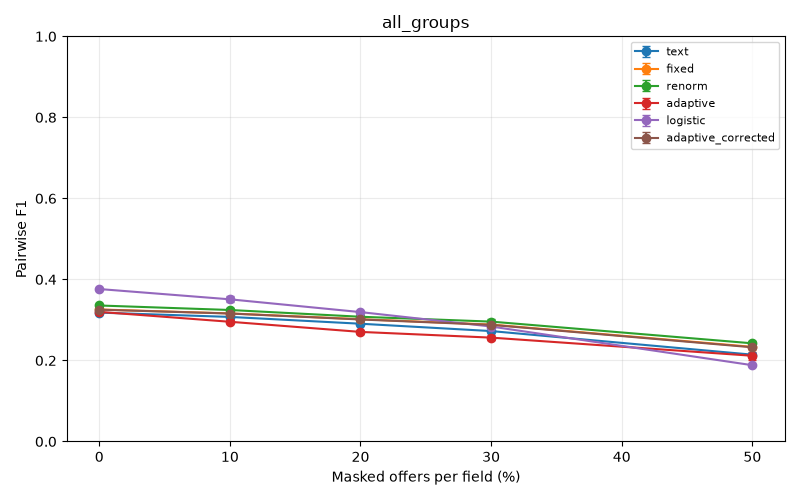 all_groups
1.0
0.8
0.6
0.4
0.2
0.0
Pairwise F1
text
fixed
renorm
adaptive
logistic
adaptive_corrected
0 10 20 30 40 50
Masked offers per field (%)